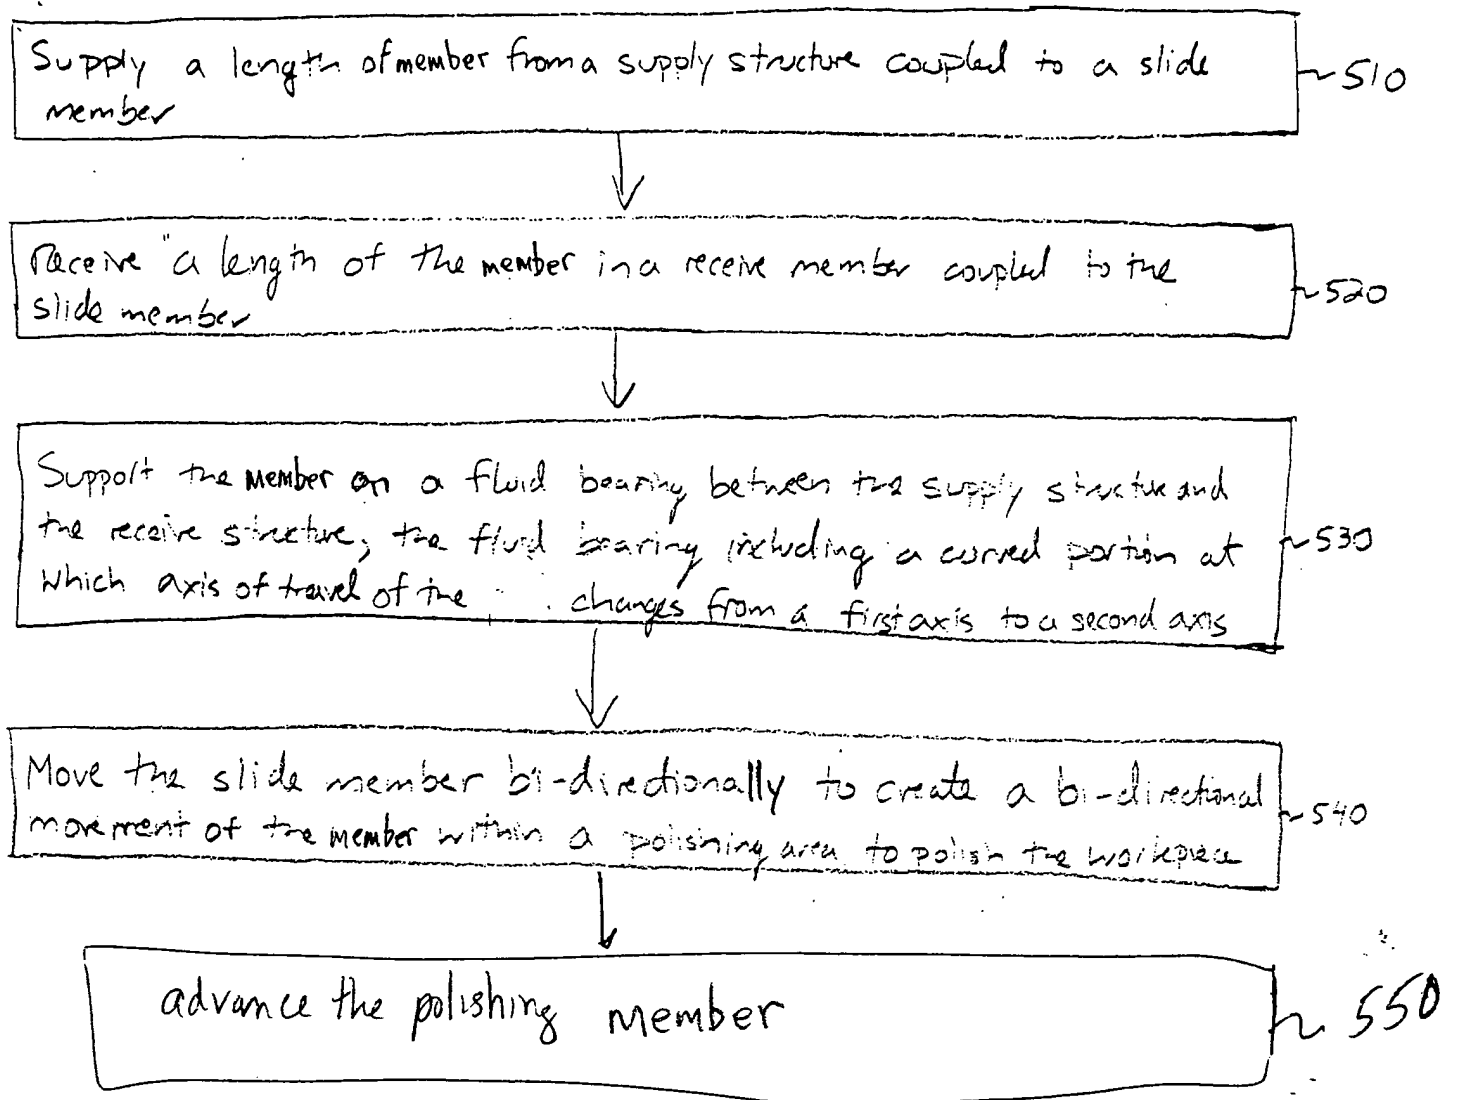 Supply a length of member from a supply structure coupled to a slide
member
~510
Receive a length of the member in a receive member coupled to the
slide member
~520
Support the member on a fluid bearing between the supply structure and
the receive structure, the fluid bearing including a curved portion at
which axis of travel of the changes from a first axis to a second axis
~530
Move the slide member bi-directionally to create a bi-directional
movement of the member within a polishing area to polish the workpiece
~540
advance the polishing member
~550